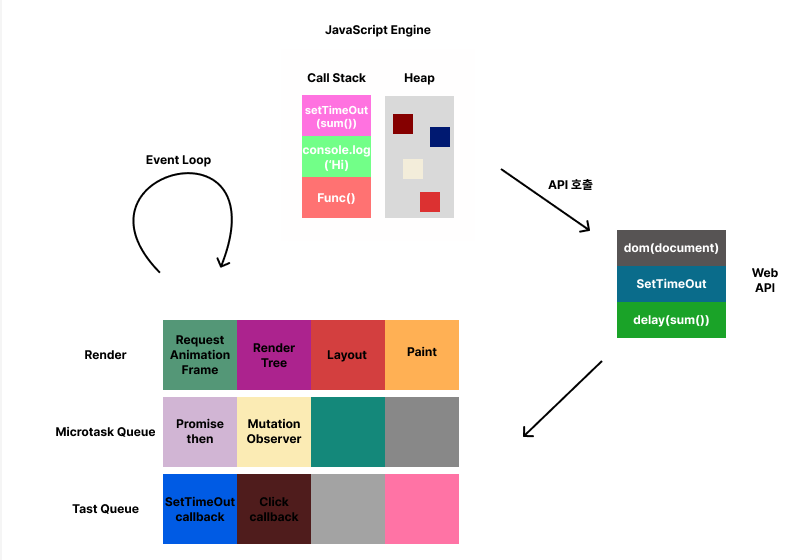 JavaScript Engine
Call Stack
Heap
setTimeOut
(sum())
console.log
('Hi)
Func()
Event Loop
API 호출
dom(document)
SetTimeOut
delay(sum())
Web
API
Render
Request
Animation
Frame
Render
Tree
Layout
Paint
Microtask Queue
Promise
then
Mutation
Observer
Tast Queue
SetTimeOut
callback
Click
callback